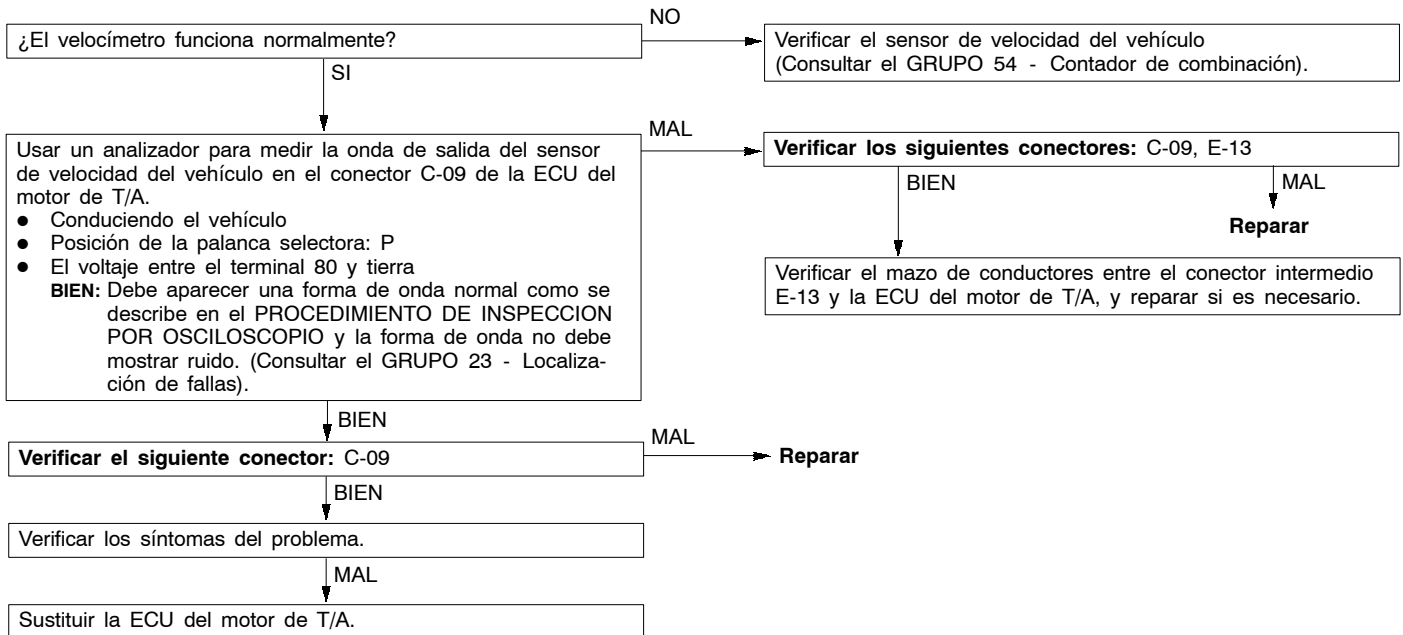 ¿El velocímetro funciona normalmente?
NO
Verificar el sensor de velocidad del vehículo
(Consultar el GRUPO 54 - Contador de combinación).
SI
Usar un analizador para medir la onda de salida del sensor
de velocidad del vehículo en el conector C-09 de la ECU del
motor de T/A.
● Conduciendo el vehículo
● Posición de la palanca selectora: P
● El voltaje entre el terminal 80 y tierra
BIEN: Debe aparecer una forma de onda normal como se
describe en el PROCEDIMIENTO DE INSPECCION
POR OSCILOSCOPIO y la forma de onda no debe
mostrar ruido. (Consultar el GRUPO 23 - Localiza-
ción de fallas).
MAL
Verificar los siguientes conectores: C-09, E-13
BIEN
MAL
Reparar
Verificar el mazo de conductores entre el conector intermedio
E-13 y la ECU del motor de T/A, y reparar si es necesario.
BIEN
Verificar el siguiente conector: C-09
MAL
Reparar
BIEN
Verificar los síntomas del problema.
MAL
Sustituir la ECU del motor de T/A.